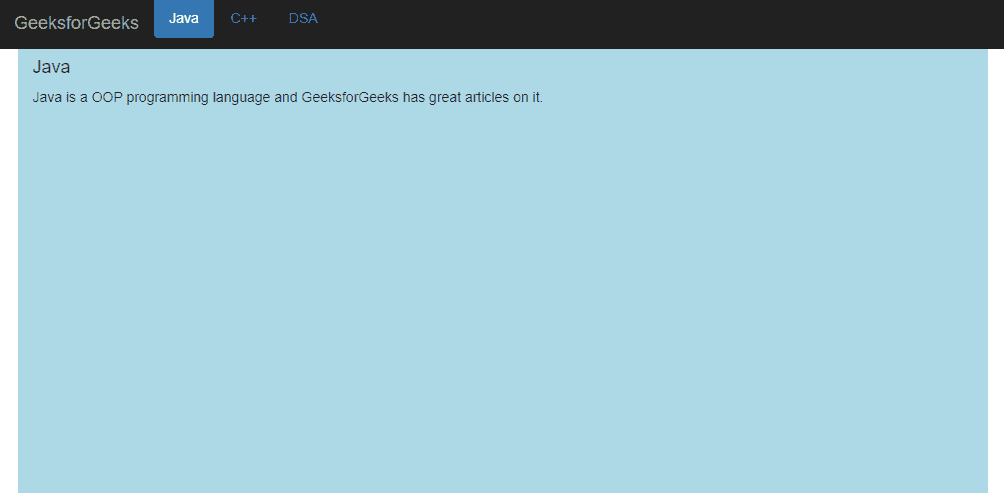 GeeksforGeeks Java C++ DSA
Java
Java is a OOP programming language and GeeksforGeeks has great articles on it.